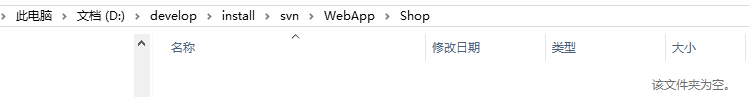 此电脑 › 文档 (D:) › develop › install › svn › WebApp › Shop
名称 修改日期 类型 大小
该文件夹为空。